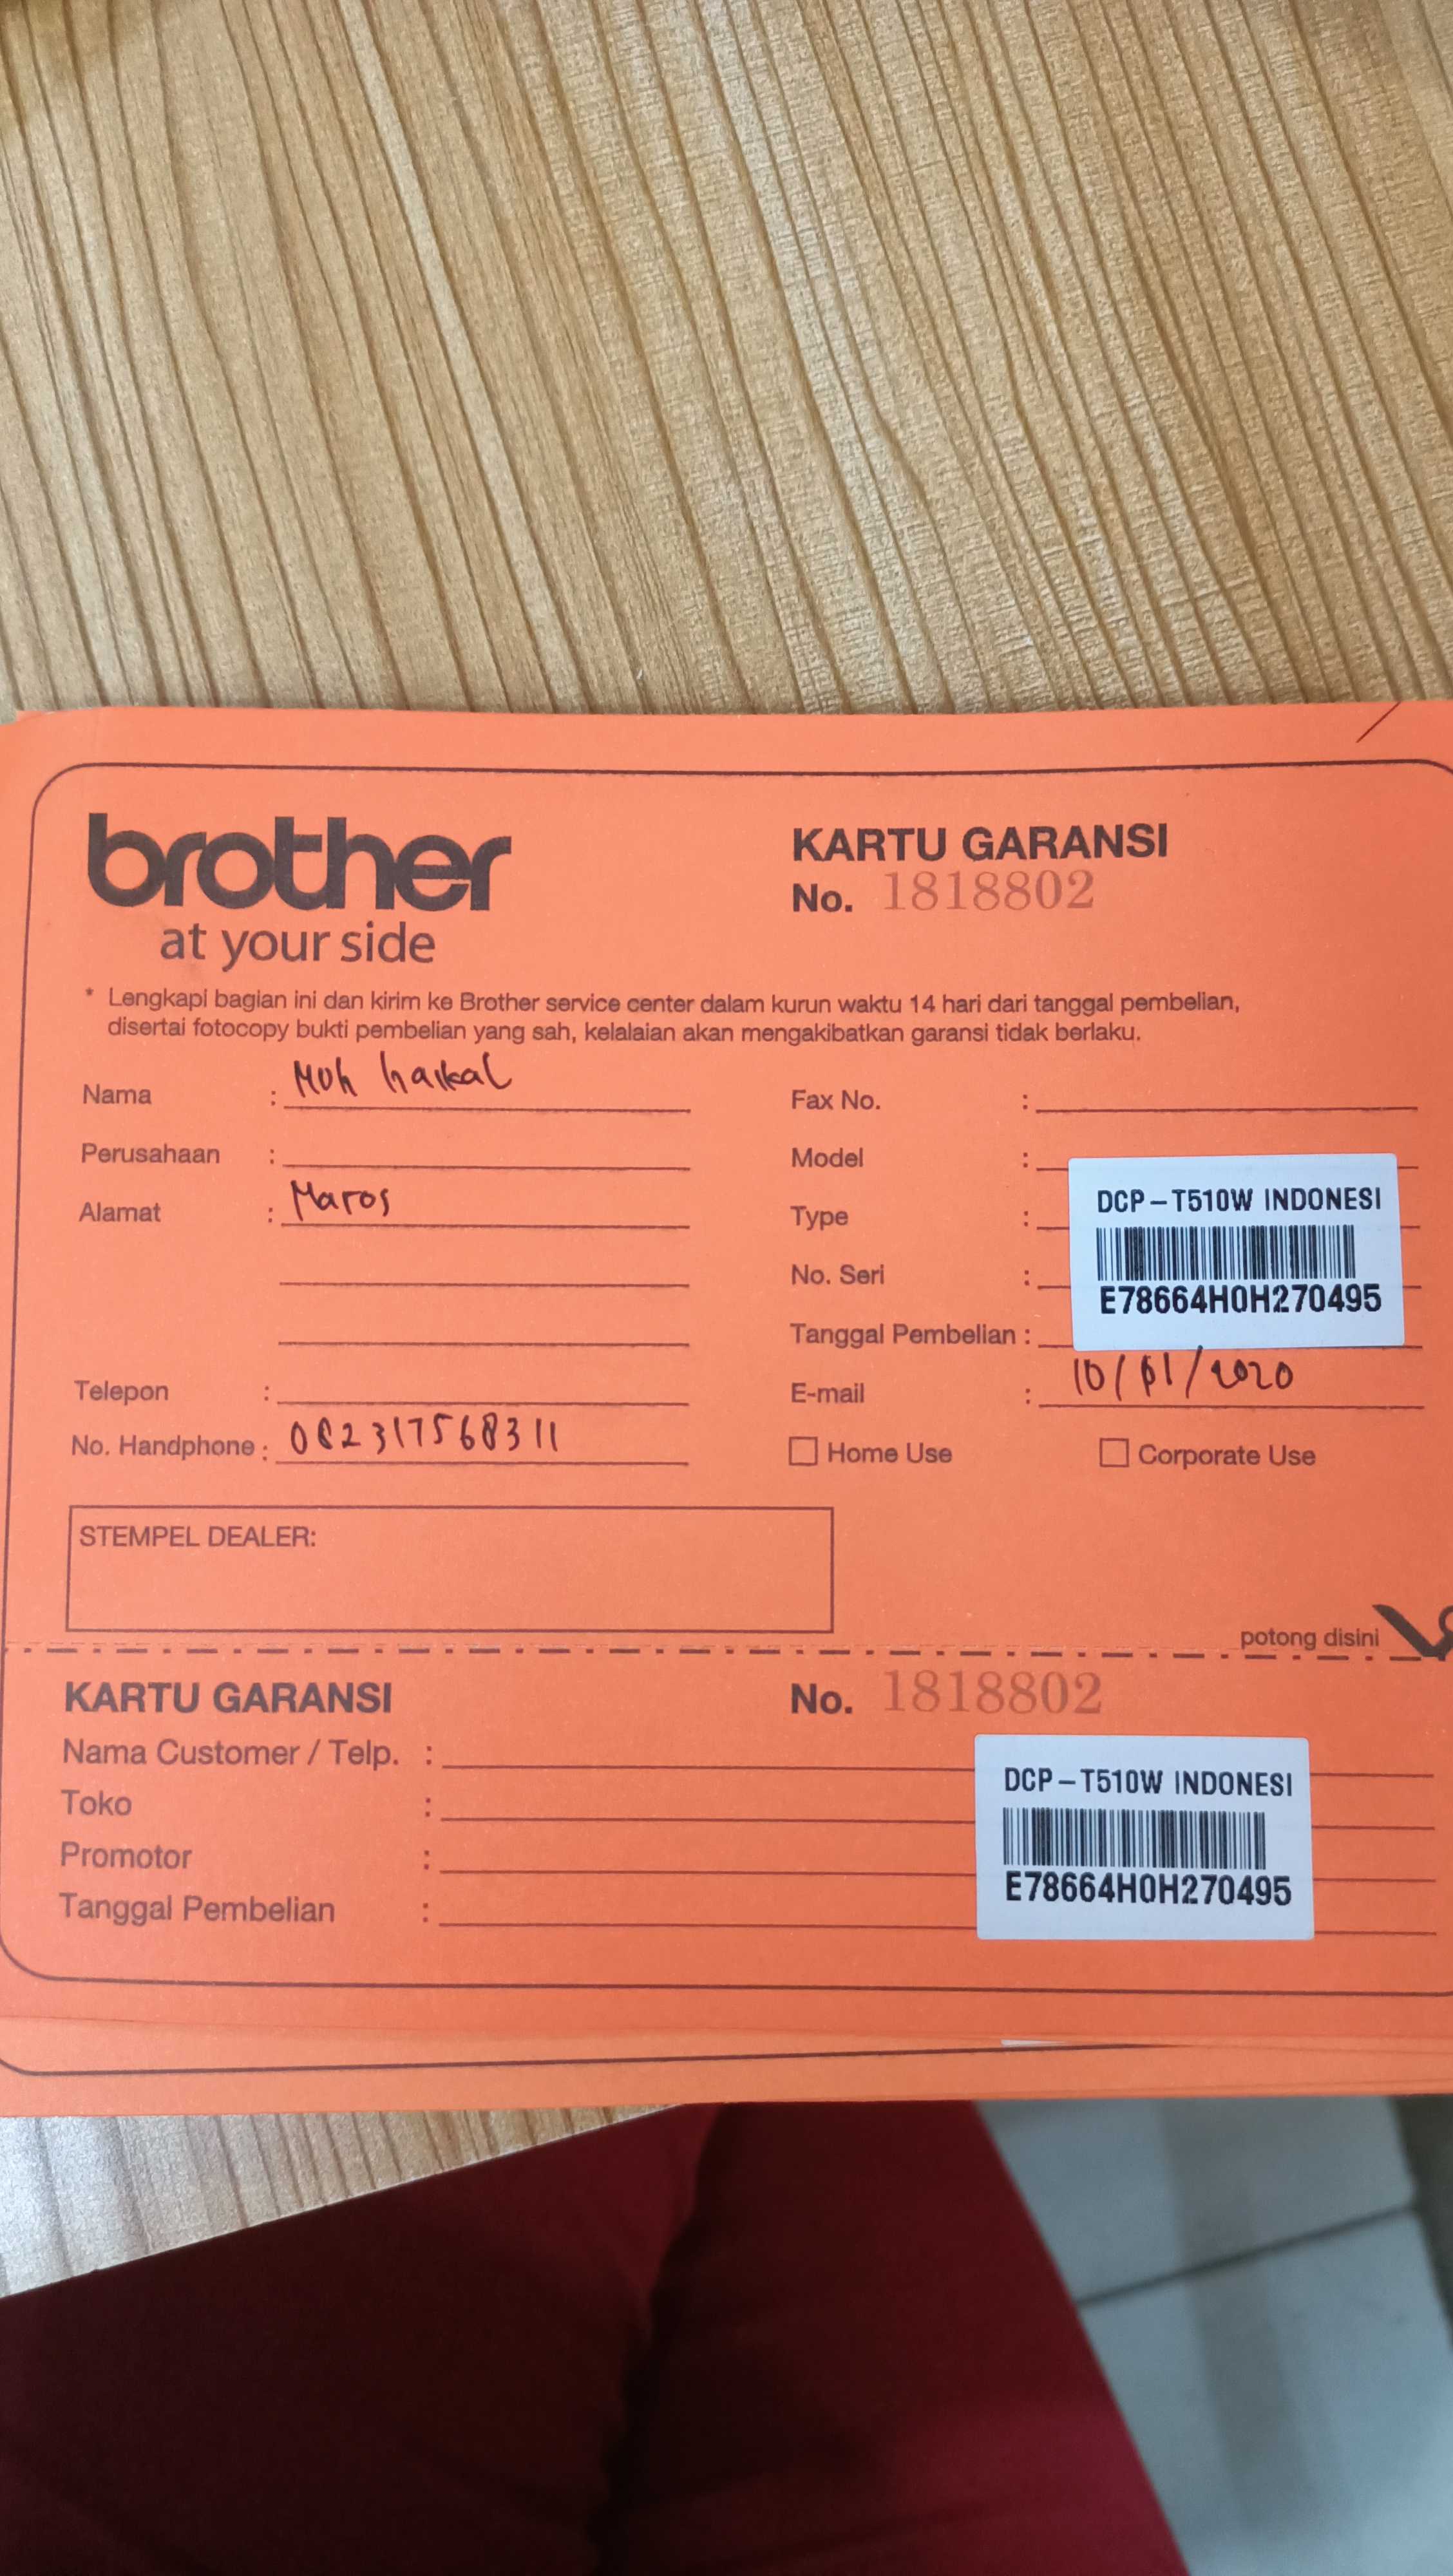 brother
at your side
KARTU GARANSI
No. 1818802
* Lengkapi bagian ini dan kirim ke Brother service center dalam kurun waktu 14 hari dari tanggal pembelian,
disertai fotocopy bukti pembelian yang sah, kelalaian akan mengakibatkan garansi tidak berlaku.
Nama : Moh haikal
Perusahaan :
Alamat : Maros
Telepon :
No. Handphone : 082317568311
Fax No. :
Model :
Type :
No. Seri :
Tanggal Pembelian :
DCP-T510W INDONESI
E78664H0H270495
E-mail : 10/01/2020
Home Use
Corporate Use
STEMPEL DEALER:
potong disini
KARTU GARANSI
No. 1818802
Nama Customer / Telp. :
Toko :
Promotor :
Tanggal Pembelian :
DCP-T510W INDONESI
E78664H0H270495